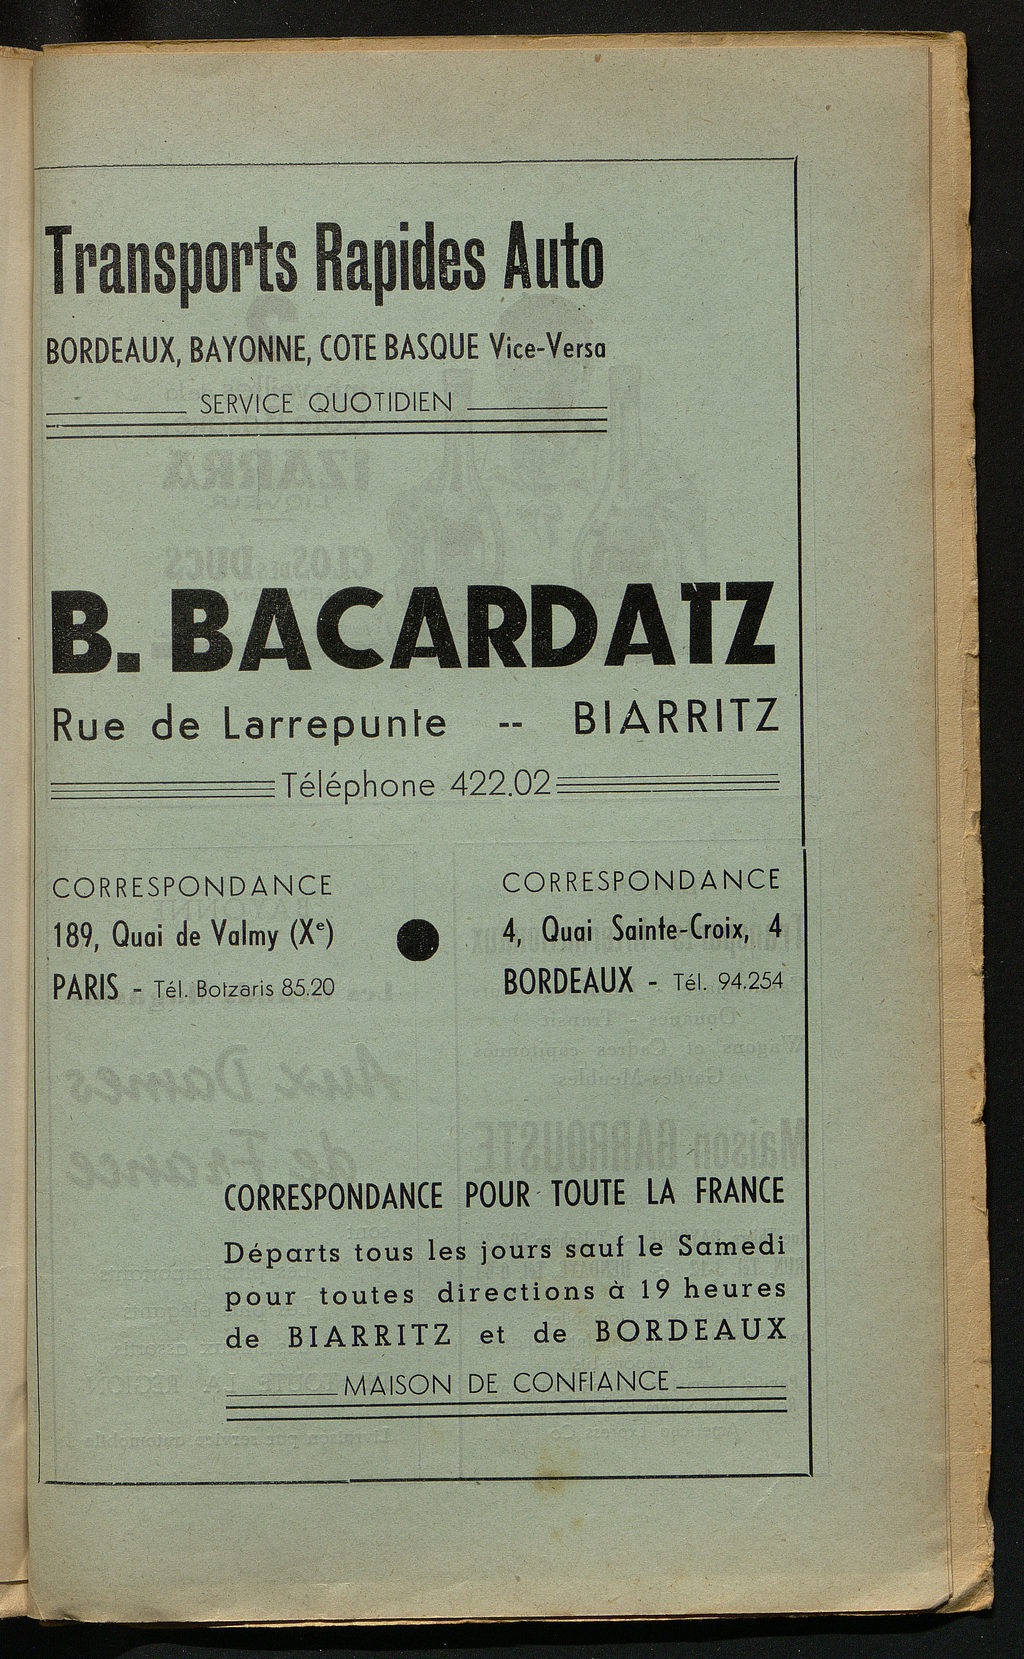 Transports Rapides Auto
BORDEAUX, BAYONNE, COTE BASQUE Vice-Versa
SERVICE QUOTIDIEN
B. BACARDATZ
Rue de Larrepunte -- BIARRITZ
Téléphone 422.02
CORRESPONDANCE
189, Quai de Valmy (Xᵉ)
PARIS - Tél. Botzaris 85.20
CORRESPONDANCE
4, Quai Sainte-Croix, 4
BORDEAUX - Tél. 94.254
CORRESPONDANCE POUR TOUTE LA FRANCE
Départs tous les jours sauf le Samedi
pour toutes directions à 19 heures
de BIARRITZ et de BORDEAUX
MAISON DE CONFIANCE